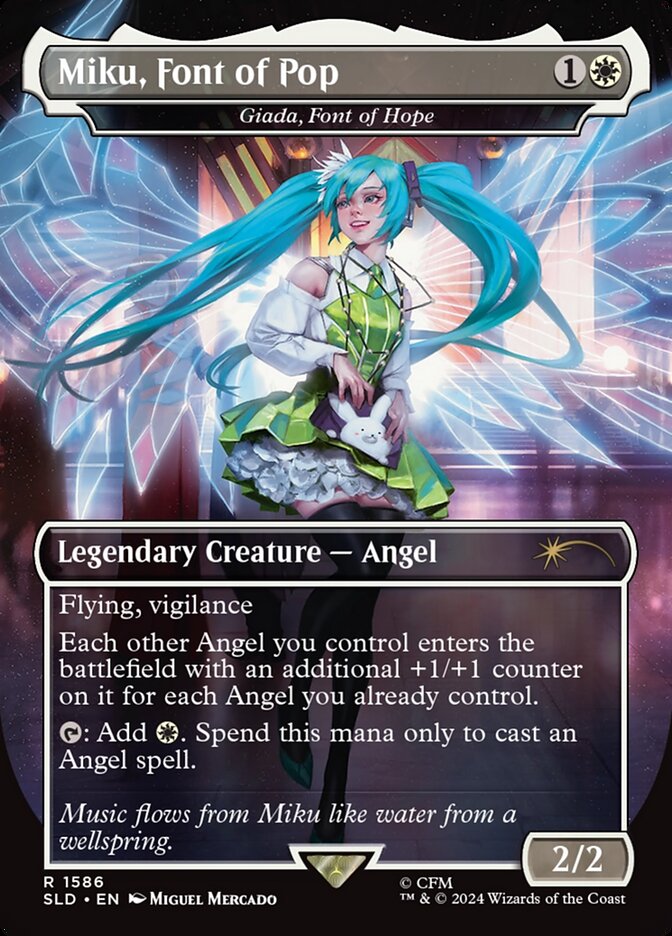 Miku, Font of Pop 1
Giada, Font of Hope
Legendary Creature — Angel
Flying, vigilance
Each other Angel you control enters the
battlefield with an additional +1/+1 counter
on it for each Angel you already control.
: Add . Spend this mana only to cast an
Angel spell.
Music flows from Miku like water from a
wellspring.
2/2
R 1586
SLD • EN Miguel Mercado
© CFM
™ & © 2024 Wizards of the Coast